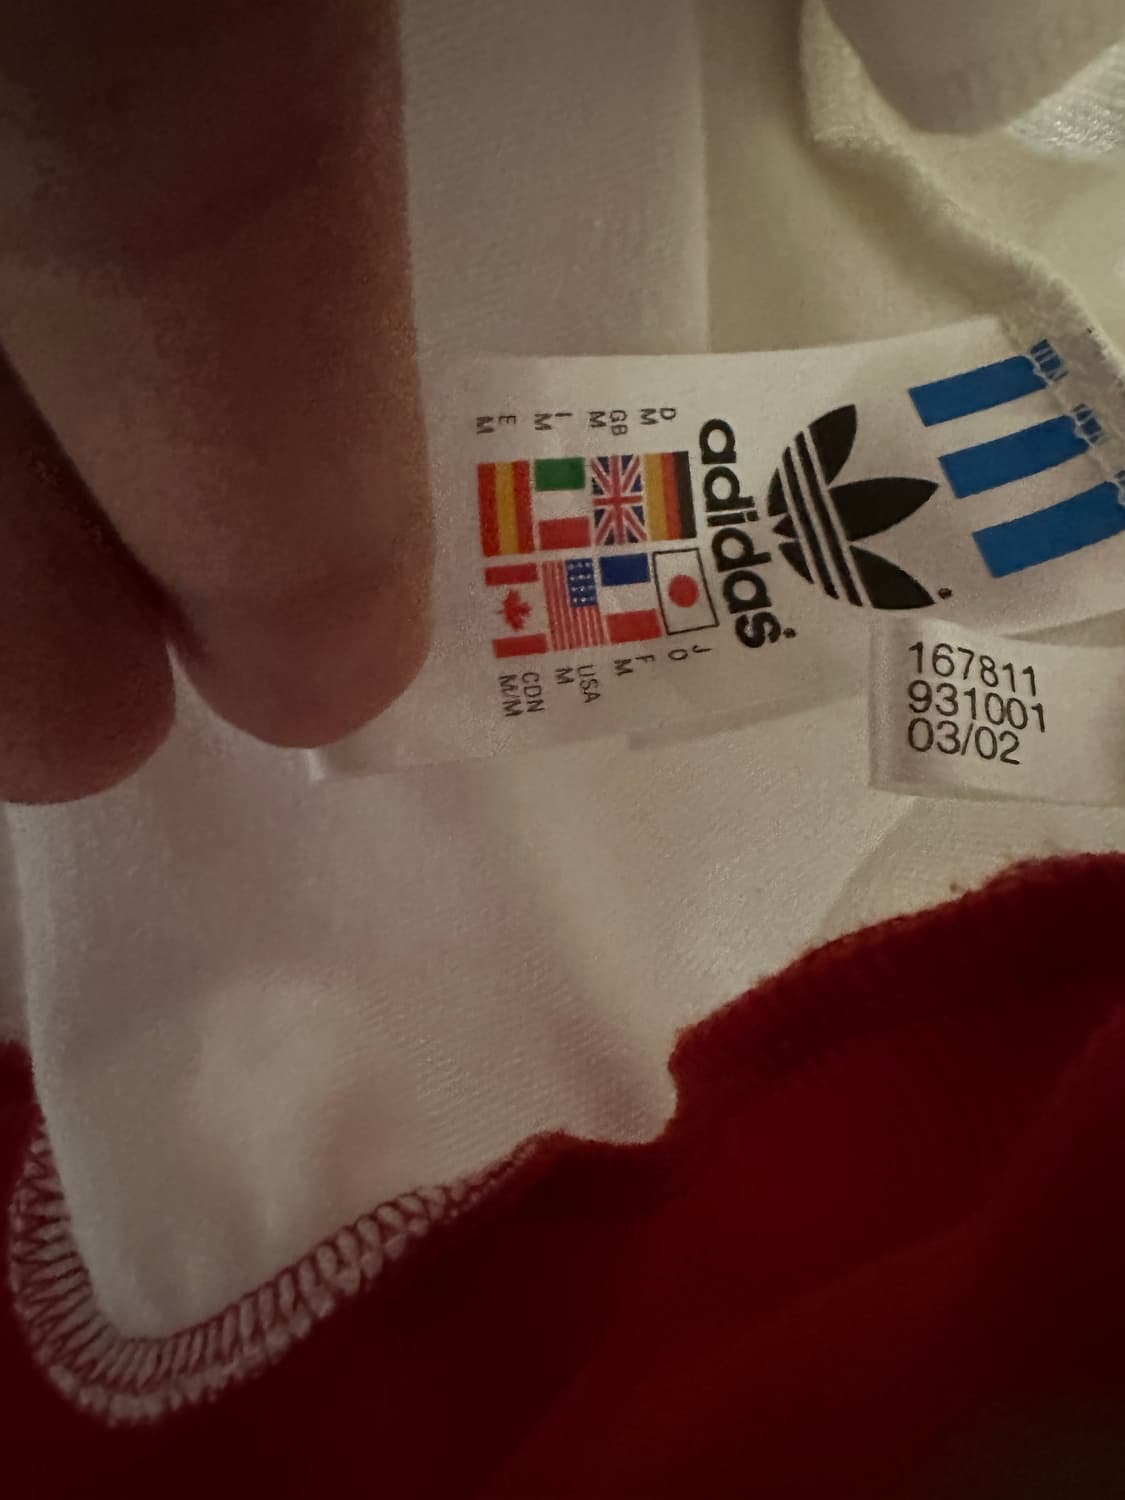 adidas
D
M
GB
M
I
M
E
M
J
O
F
M
USA
M
CDN
M/M
167811
931001
03/02